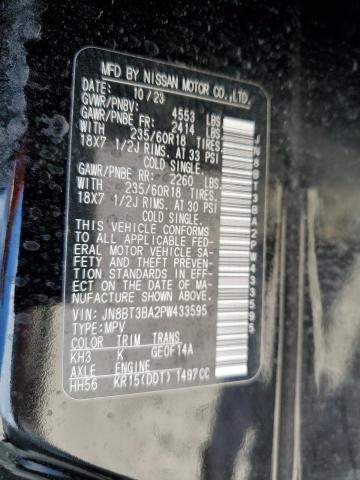 MFD BY NISSAN MOTOR CO.,LTD.
DATE: 10/23
GVWR/PNBV: 4553 LBS
GAWR/PNBE FR: 2414 LBS
WITH 235/60R18 TIRES
18X7 1/2J RIMS. AT 33 PSI
COLD SINGLE.
GAWR/PNBE RR: 2260 LBS
WITH 235/60R18 TIRES
18X7 1/2J RIMS. AT 30 PSI
COLD SINGLE.
THIS VEHICLE CONFORMS
TO ALL APPLICABLE FED-
ERAL MOTOR VEHICLE SA-
FETY AND THEFT PREVEN-
TION STANDARDS IN EFF-
ECT ON THE DATE OF MA-
NUFACTURE SHOWN ABOVE.
VIN: JN8BT3BA2PW433595
TYPE:MPV
COLOR TRIM TRANS
KH3 K GE0F14A
AXLE ENGINE
HH56 KR15(DDT) 1497CC
JN8BT3BA2PW433595